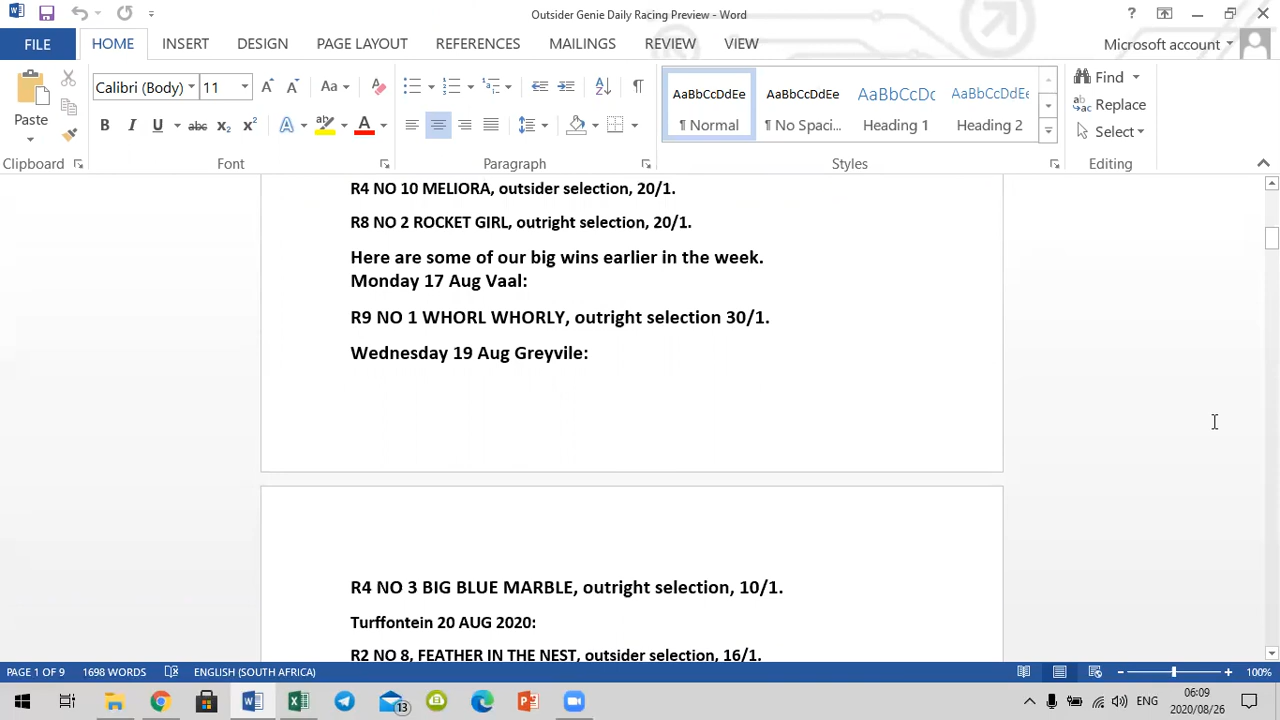 Outsider Genie Daily Racing Preview - Word
FILE HOME INSERT DESIGN PAGE LAYOUT REFERENCES MAILINGS REVIEW VIEW Microsoft account
Calibri (Body) 11
Paste
Clipboard
Font
Paragraph
AaBbCcDdEe AaBbCcDdEe AaBbCcDc AaBbCcDdEe
¶ Normal ¶ No Spaci... Heading 1 Heading 2
Styles
Find
Replace
Select
Editing
R4 NO 10 MELIORA, outsider selection, 20/1.
R8 NO 2 ROCKET GIRL, outright selection, 20/1.
Here are some of our big wins earlier in the week.
Monday 17 Aug Vaal:
R9 NO 1 WHORL WHORLY, outright selection 30/1.
Wednesday 19 Aug Greyvile:
R4 NO 3 BIG BLUE MARBLE, outright selection, 10/1.
Turffontein 20 AUG 2020:
R2 NO 8, FEATHER IN THE NEST, outsider selection, 16/1.
PAGE 1 OF 9 1698 WORDS ENGLISH (SOUTH AFRICA) 100%
13
ENG
06:09
2020/08/26